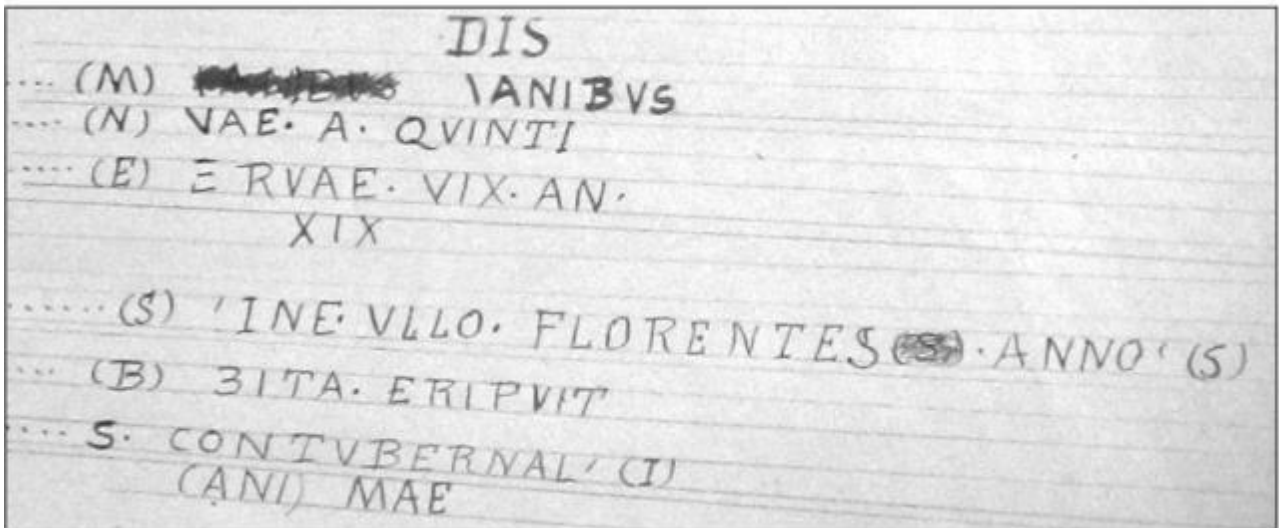 DIS
.... (M) \ANIBVS
.... (N) VAE. A. QVINTI
.... (E) ΞRVAE. VIX. AN.
XIX
...... (S) 'INE. VLLO. FLORENTES . ANNO' (S)
... (B) 3ITA. ERIPVIT
.... S. CONTVBERNAL' (I)
(ANI) MAE